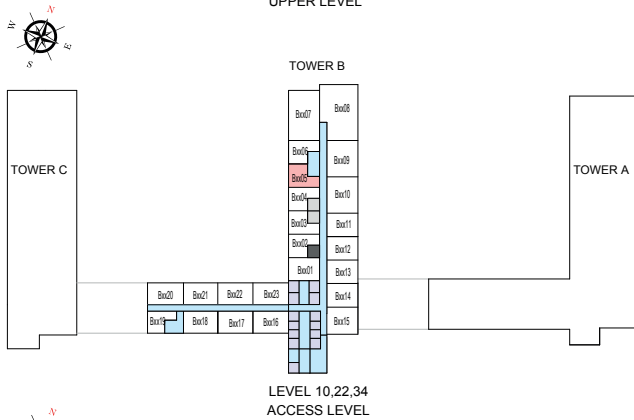 UPPER LEVEL
N
W
E
S
TOWER B
Bxx07
Bxx08
Bxx06
Bxx09
TOWER C
TOWER A
Bxx05
Bxx04
Bxx10
Bxx03
Bxx11
Bxx02
Bxx12
Bxx01
Bxx13
Bxx20
Bxx21
Bxx22
Bxx23
Bxx14
Bxx19
Bxx18
Bxx17
Bxx16
Bxx15
LEVEL 10,22,34
ACCESS LEVEL
N